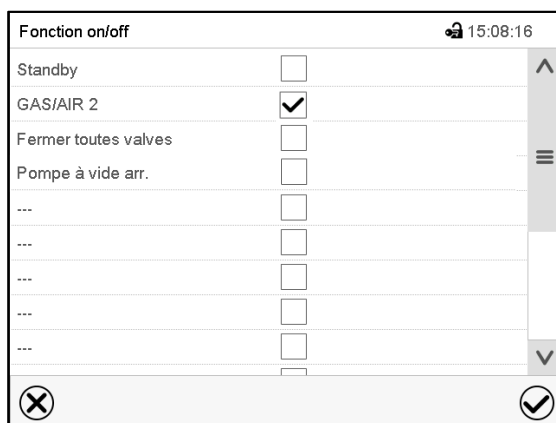 Fonction on/off 15:08:16
Standby
GAS/AIR 2
Fermer toutes valves
Pompe à vide arr.
---
---
---
---
---